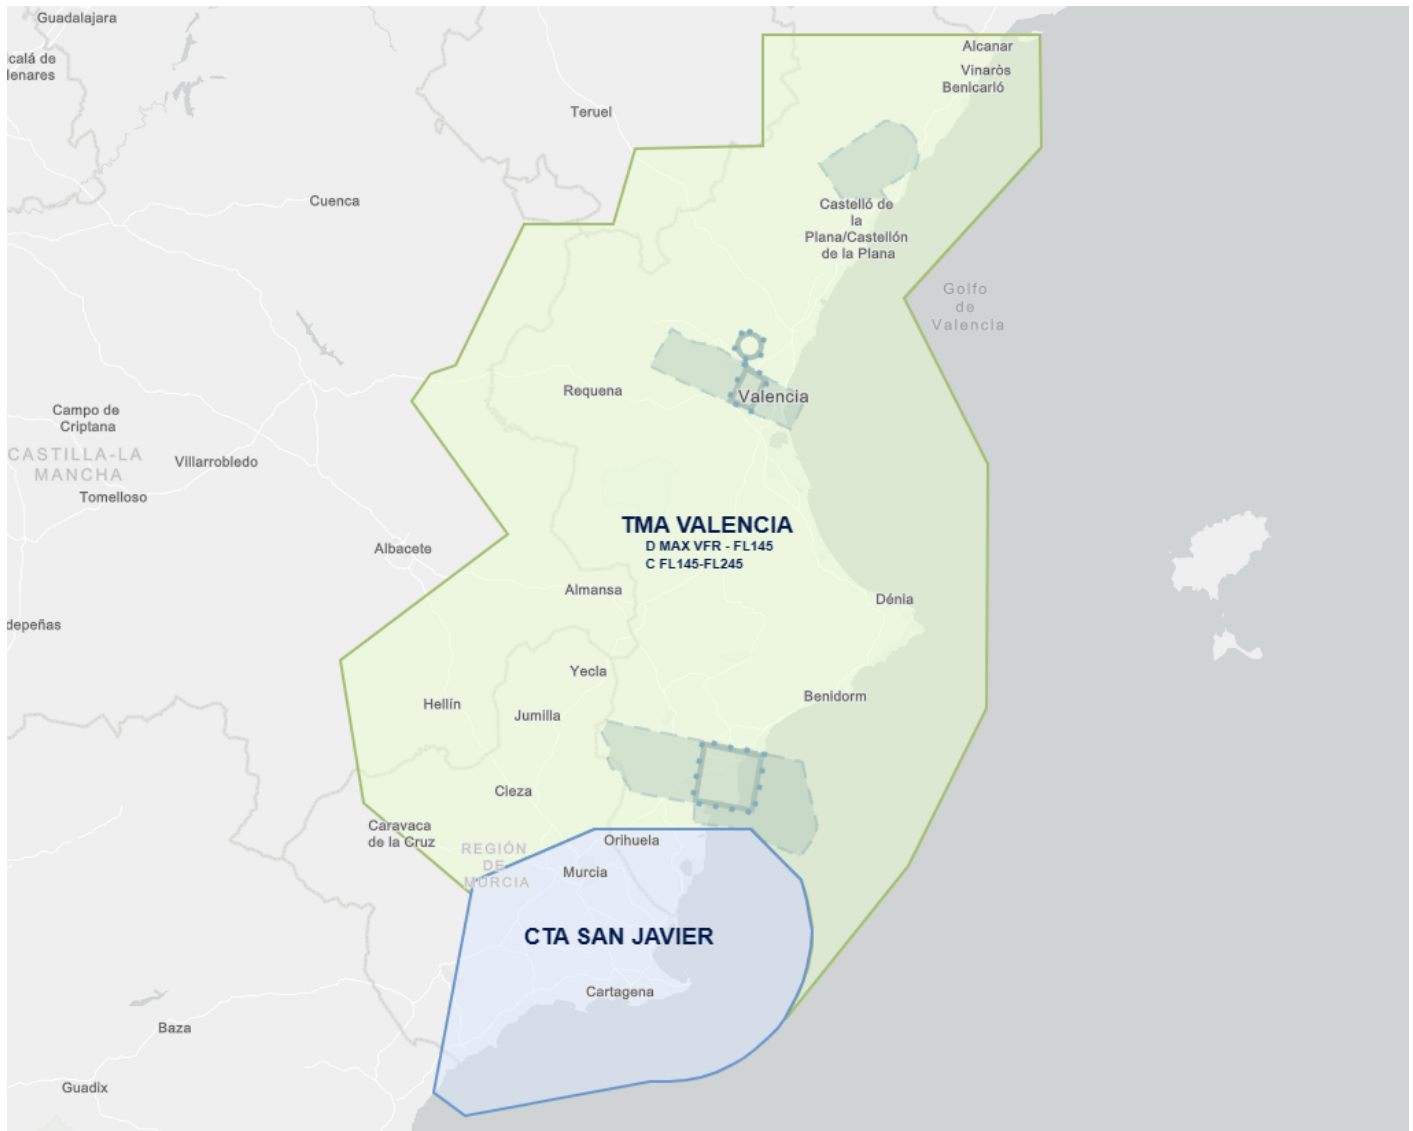 Guadalajara
Alcanar
lcalá de
lenares
Vinaròs
Benicarló
Teruel
Cuenca
Castelló de
la
Plana/Castellón
de la Plana
Golfo
de
Valencia
Requena
Valencia
Campo de
Criptana
CASTILLA-LA
MANCHA
Villarrobledo
Tomelloso
TMA VALENCIA
D MAX VFR - FL145
C FL145-FL245
Albacete
Almansa
Dénia
depeñas
Yecla
Benidorm
Hellín
Jumilla
Cieza
Caravaca
de la Cruz
REGIÓN
DE
MURCIA
Orihuela
Murcia
CTA SAN JAVIER
Cartagena
Baza
Guadix